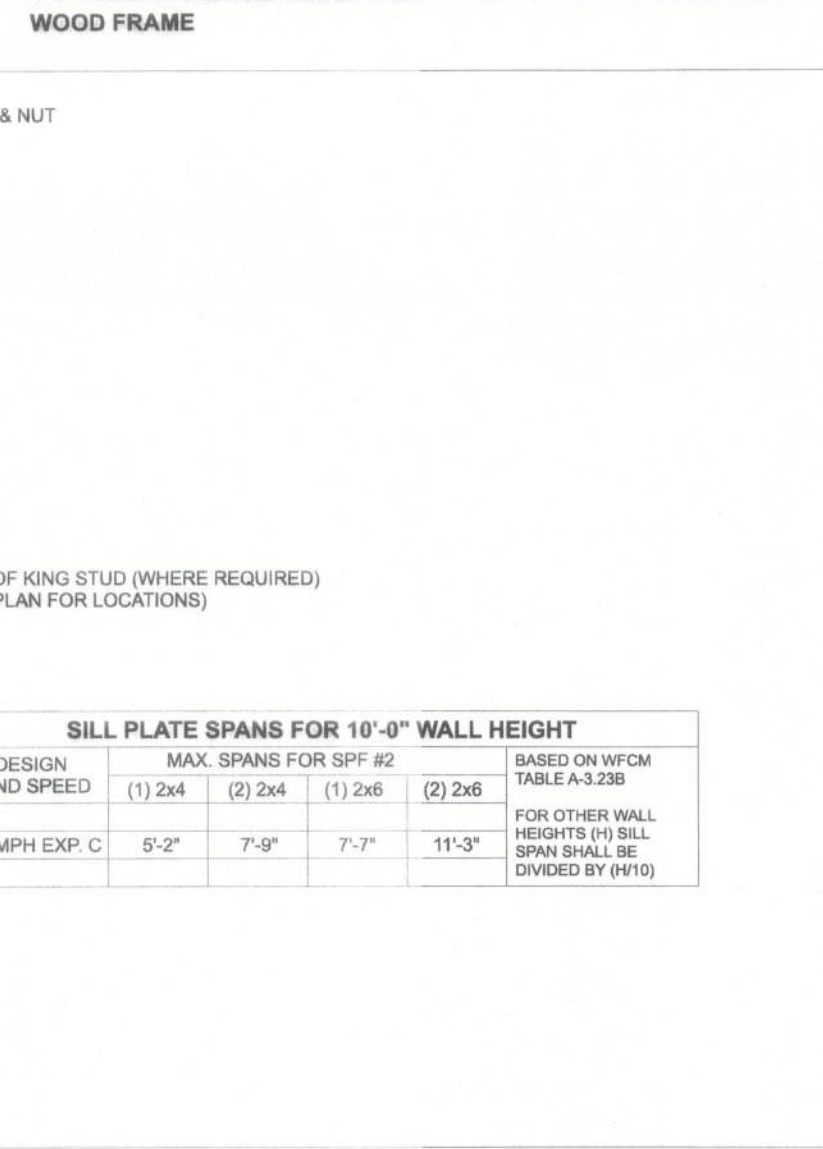 WOOD FRAME
& NUT
OF KING STUD (WHERE REQUIRED)
PLAN FOR LOCATIONS)
SILL PLATE SPANS FOR 10'-0" WALL HEIGHT
DESIGN
ND SPEED
MAX. SPANS FOR SPF #2
(1) 2x4 (2) 2x4 (1) 2x6 (2) 2x6
MPH EXP. C 5'-2" 7'-9" 7'-7" 11'-3"
BASED ON WFCM
TABLE A-3.23B
FOR OTHER WALL
HEIGHTS (H) SILL
SPAN SHALL BE
DIVIDED BY (H/10)